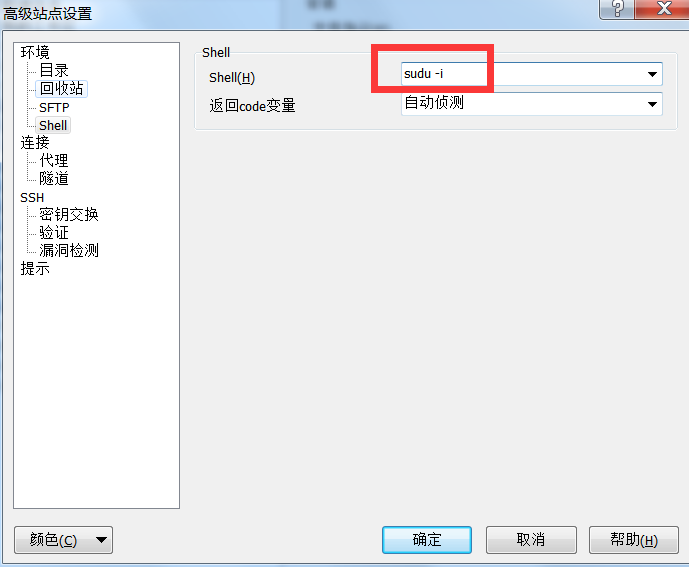 高级站点设置
环境
目录
回收站
SFTP
Shell
连接
代理
隧道
SSH
密钥交换
验证
漏洞检测
提示
Shell
Shell(H)
sudu -i
返回code变量
自动侦测
颜色(C)
确定
取消
帮助(H)